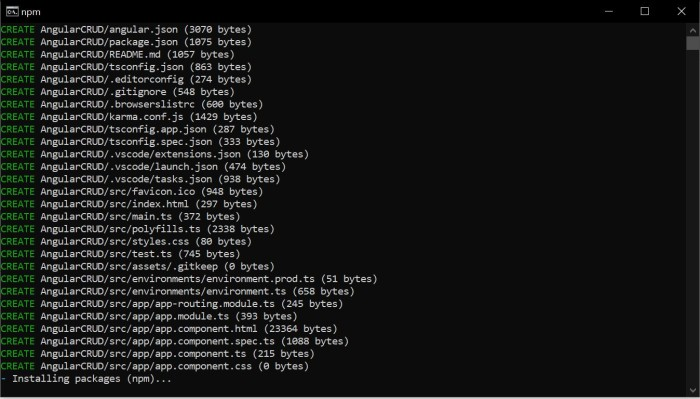 npm
CREATE AngularCRUD/angular.json (3070 bytes)
CREATE AngularCRUD/package.json (1075 bytes)
CREATE AngularCRUD/README.md (1057 bytes)
CREATE AngularCRUD/tsconfig.json (863 bytes)
CREATE AngularCRUD/.editorconfig (274 bytes)
CREATE AngularCRUD/.gitignore (548 bytes)
CREATE AngularCRUD/.browserslistrc (600 bytes)
CREATE AngularCRUD/karma.conf.js (1429 bytes)
CREATE AngularCRUD/tsconfig.app.json (287 bytes)
CREATE AngularCRUD/tsconfig.spec.json (333 bytes)
CREATE AngularCRUD/.vscode/extensions.json (130 bytes)
CREATE AngularCRUD/.vscode/launch.json (474 bytes)
CREATE AngularCRUD/.vscode/tasks.json (938 bytes)
CREATE AngularCRUD/src/favicon.ico (948 bytes)
CREATE AngularCRUD/src/index.html (297 bytes)
CREATE AngularCRUD/src/main.ts (372 bytes)
CREATE AngularCRUD/src/polyfills.ts (2338 bytes)
CREATE AngularCRUD/src/styles.css (80 bytes)
CREATE AngularCRUD/src/test.ts (745 bytes)
CREATE AngularCRUD/src/assets/.gitkeep (0 bytes)
CREATE AngularCRUD/src/environments/environment.prod.ts (51 bytes)
CREATE AngularCRUD/src/environments/environment.ts (658 bytes)
CREATE AngularCRUD/src/app/app-routing.module.ts (245 bytes)
CREATE AngularCRUD/src/app/app.module.ts (393 bytes)
CREATE AngularCRUD/src/app/app.component.html (23364 bytes)
CREATE AngularCRUD/src/app/app.component.spec.ts (1088 bytes)
CREATE AngularCRUD/src/app/app.component.ts (215 bytes)
CREATE AngularCRUD/src/app/app.component.css (0 bytes)
- Installing packages (npm)...